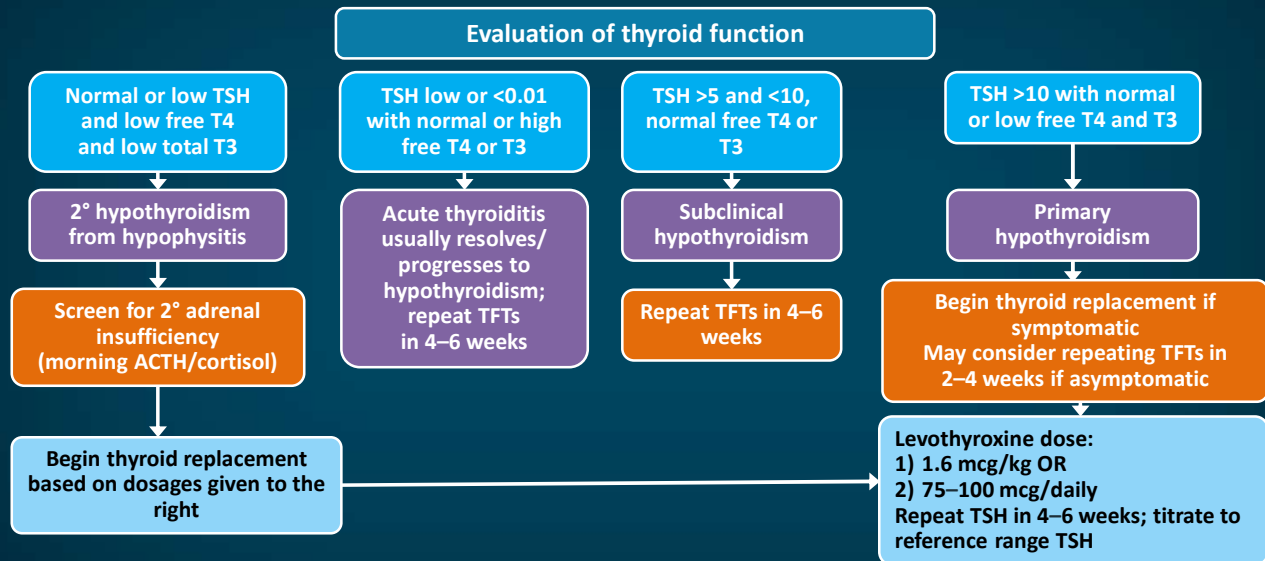 Evaluation of thyroid function
Normal or low TSH
and low free T4
and low total T3
2° hypothyroidism
from hypophysitis
Screen for 2° adrenal
insufficiency
(morning ACTH/cortisol)
Begin thyroid replacement
based on dosages given to the
right
TSH low or <0.01
with normal or high
free T4 or T3
Acute thyroiditis
usually resolves/
progresses to
hypothyroidism;
repeat TFTs
in 4–6 weeks
TSH >5 and <10,
normal free T4 or
T3
Subclinical
hypothyroidism
Repeat TFTs in 4–6
weeks
TSH >10 with normal
or low free T4 and T3
Primary
hypothyroidism
Begin thyroid replacement if
symptomatic
May consider repeating TFTs in
2–4 weeks if asymptomatic
Levothyroxine dose:
1) 1.6 mcg/kg OR
2) 75–100 mcg/daily
Repeat TSH in 4–6 weeks; titrate to
reference range TSH